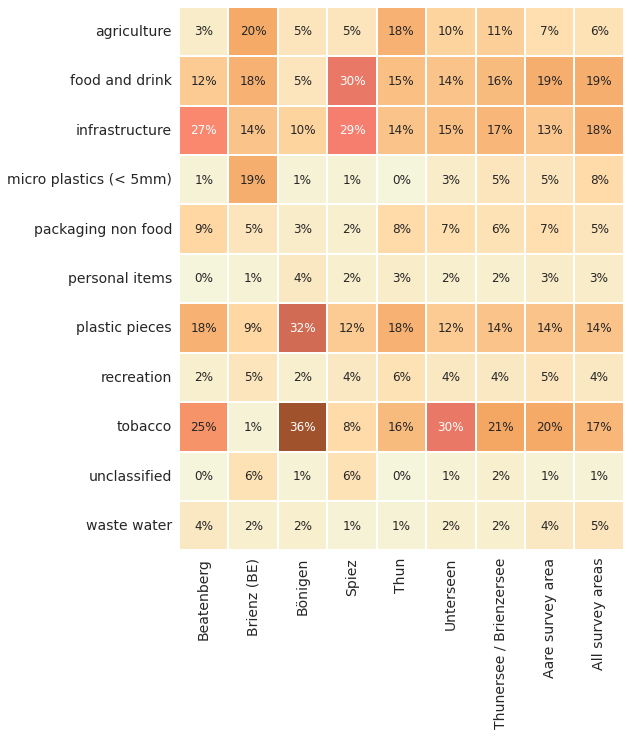 agriculture 3% 20% 5% 5% 18% 10% 11% 7% 6%
food and drink 12% 18% 5% 30% 15% 14% 16% 19% 19%
infrastructure 27% 14% 10% 29% 14% 15% 17% 13% 18%
micro plastics (< 5mm) 1% 19% 1% 1% 0% 3% 5% 5% 8%
packaging non food 9% 5% 3% 2% 8% 7% 6% 7% 5%
personal items 0% 1% 4% 2% 3% 2% 2% 3% 3%
plastic pieces 18% 9% 32% 12% 18% 12% 14% 14% 14%
recreation 2% 5% 2% 4% 6% 4% 4% 5% 4%
tobacco 25% 1% 36% 8% 16% 30% 21% 20% 17%
unclassified 0% 6% 1% 6% 0% 1% 2% 1% 1%
waste water 4% 2% 2% 1% 1% 2% 2% 4% 5%
Beatenberg
Brienz (BE)
Bönigen
Spiez
Thun
Unterseen
Thunersee / Brienzersee
Aare survey area
All survey areas